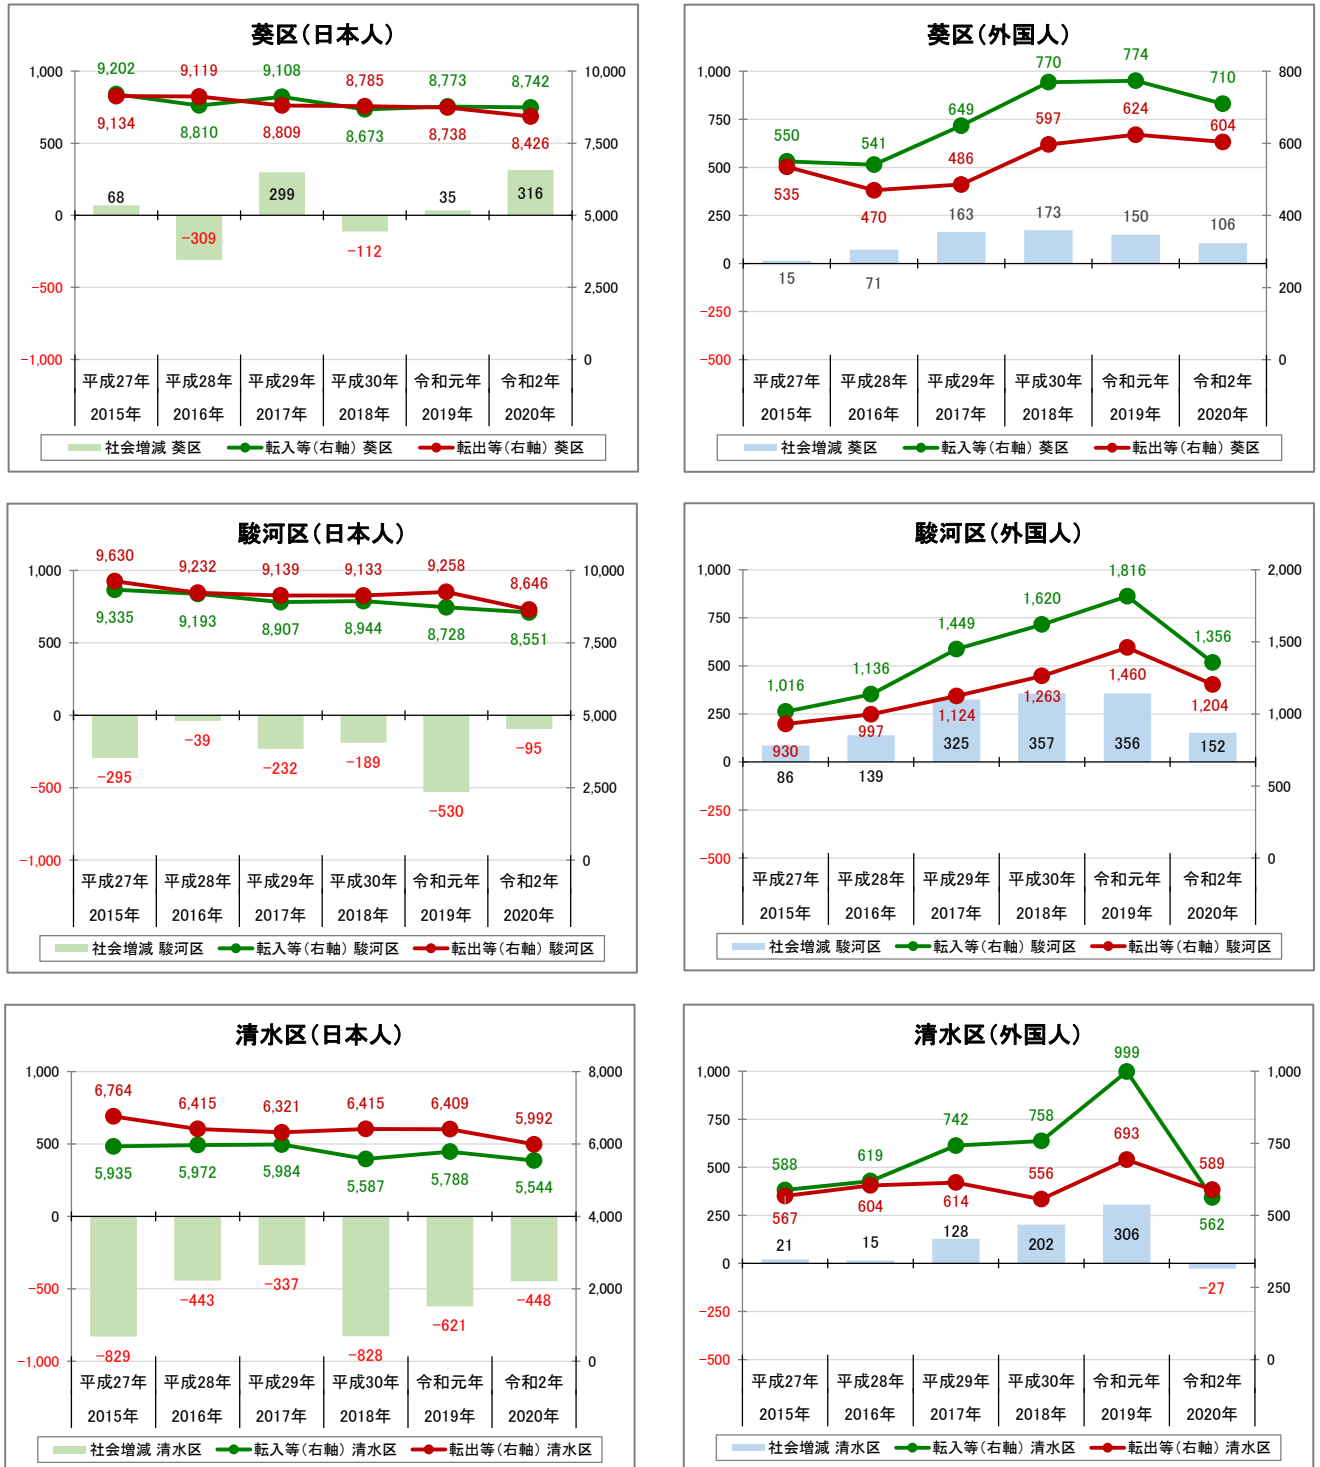 葵区（日本人）
9,202 9,119 9,108 8,785 8,773 8,742
1,000 10,000
9,134 8,810 8,809 8,673 8,738 8,426
500 7,500
68 299 35 316
0 5,000
-309 -112
-500 2,500
-1,000 0
平成27年 平成28年 平成29年 平成30年 令和元年 令和2年
2015年 2016年 2017年 2018年 2019年 2020年
社会増減 葵区 転入等（右軸） 葵区 転出等（右軸） 葵区
葵区（外国人）
770 774 710
1,000 800
550 541 649 597 624 604
750
535 470 486
500 600
163 173 150 106
250 400
0
15 71
200
-250
-500 0
平成27年 平成28年 平成29年 平成30年 令和元年 令和2年
2015年 2016年 2017年 2018年 2019年 2020年
社会増減 葵区 転入等（右軸） 葵区 転出等（右軸） 葵区
駿河区（日本人）
9,630 9,232 9,139 9,133 9,258 8,646
1,000 10,000
9,335 9,193 8,907 8,944 8,728 8,551
500 7,500
0 5,000
-295 -39 -232 -189 -530 -95
-500 2,500
-1,000 0
平成27年 平成28年 平成29年 平成30年 令和元年 令和2年
2015年 2016年 2017年 2018年 2019年 2020年
社会増減 駿河区 転入等（右軸） 駿河区 転出等（右軸） 駿河区
駿河区（外国人）
1,000 2,000
1,016 1,136 1,449 1,620 1,816 1,356
750
1,500
500
930 997 1,124 1,263 1,460 1,204
250 1,000
325 357 356 152
0
86 139
500
-250
-500 0
平成27年 平成28年 平成29年 平成30年 令和元年 令和2年
2015年 2016年 2017年 2018年 2019年 2020年
社会増減 駿河区 転入等（右軸） 駿河区 転出等（右軸） 駿河区
清水区（日本人）
1,000 8,000
6,764 6,415 6,321 6,415 6,409 5,992
500 6,000
5,935 5,972 5,984 5,587 5,788 5,544
0 4,000
-500 2,000
-829 -443 -337 -828 -621 -448
-1,000 0
平成27年 平成28年 平成29年 平成30年 令和元年 令和2年
2015年 2016年 2017年 2018年 2019年 2020年
社会増減 清水区 転入等（右軸） 清水区 転出等（右軸） 清水区
清水区（外国人）
999
1,000 1,000
588 619 742 758 693 589
750 750
500
567 604 614 556 562
250 500
21 15 128 202 306
0
-27
250
-250
-500 0
平成27年 平成28年 平成29年 平成30年 令和元年 令和2年
2015年 2016年 2017年 2018年 2019年 2020年
社会増減 清水区 転入等（右軸） 清水区 転出等（右軸） 清水区